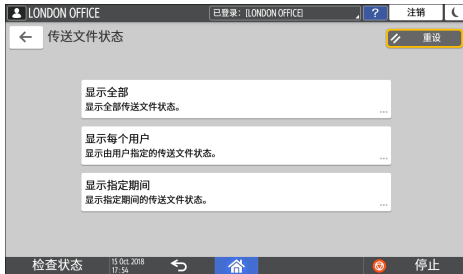 LONDON OFFICE
已登录：[LONDON OFFICE]
?
注销
传送文件状态
重设
显示全部
显示全部传送文件状态。
...
显示每个用户
显示由用户指定的传送文件状态。
...
显示指定期间
显示指定期间的传送文件状态。
...
检查状态
15 Oct. 2018
17:54
停止